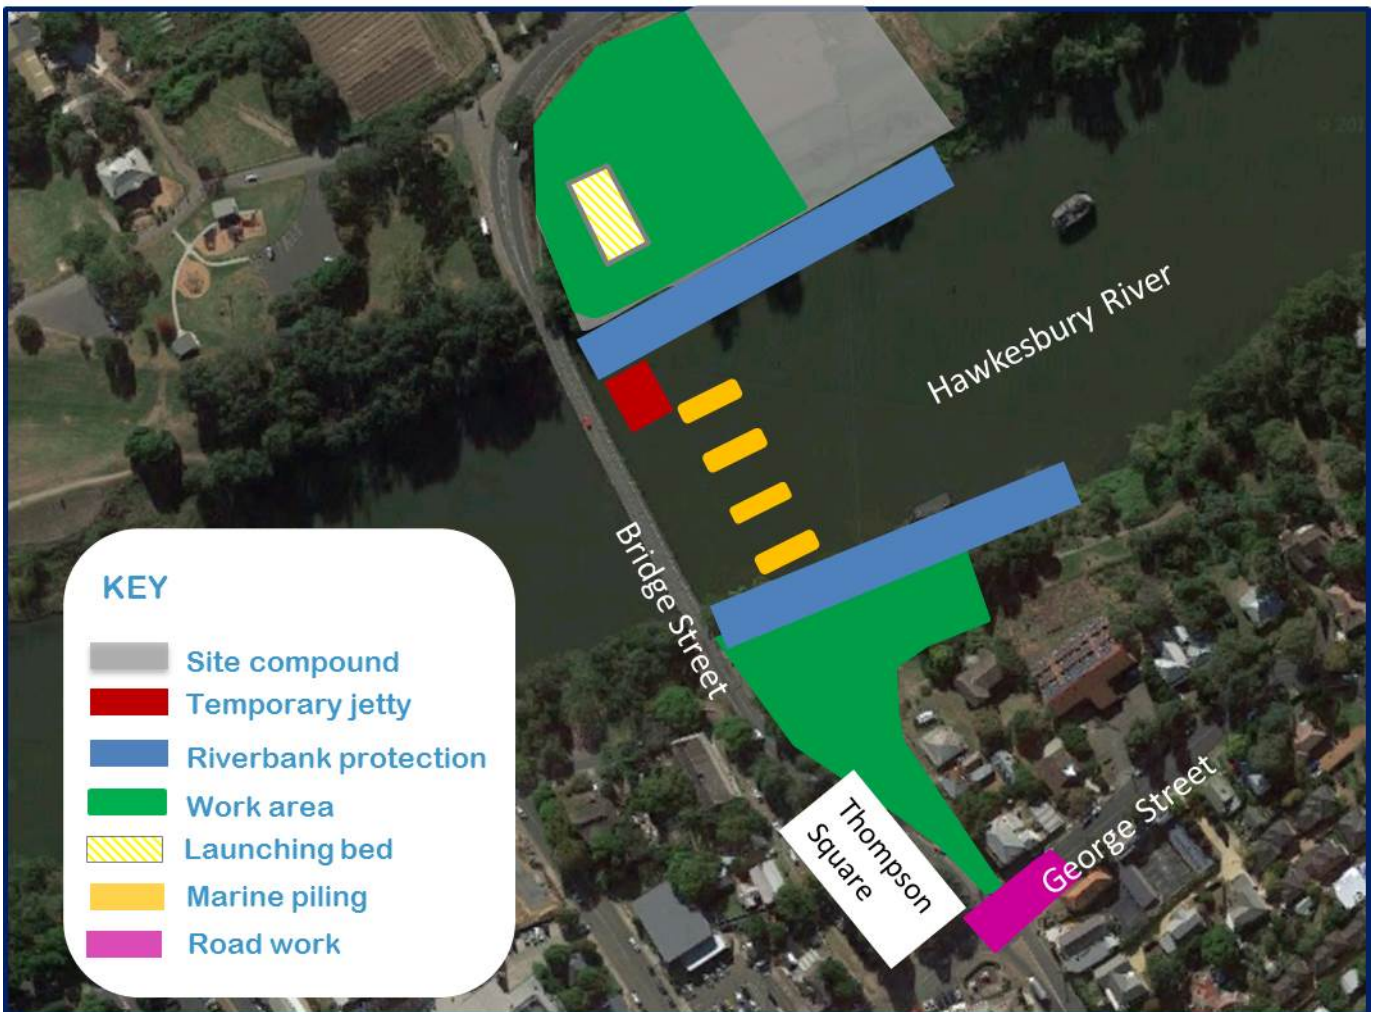 Hawkesbury River
Bridge Street
KEY
Site compound
Temporary jetty
Riverbank protection
Work area
Launching bed
Marine piling
Road work
Thompson
Square
George Street